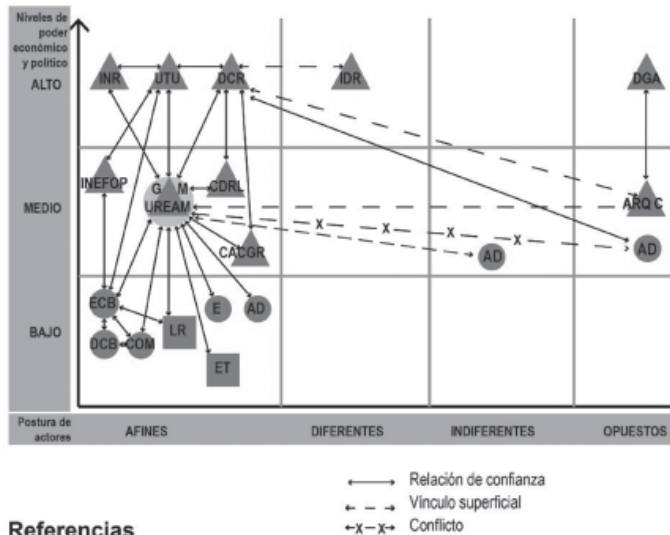 Niveles de
poder
económico
y político
ALTO
INR UTU DCR IDR DGA
INEFOP G M CDRL
MEDIO UREAM ARQ C
CACGR AD AD
ECB E AD
BAJO DCB COM LR
ET
Postura de
actores AFINES DIFERENTES INDIFERENTES OPUESTOS
Relación de confianza
Vínculo superficial
x x Conflicto
Referencias